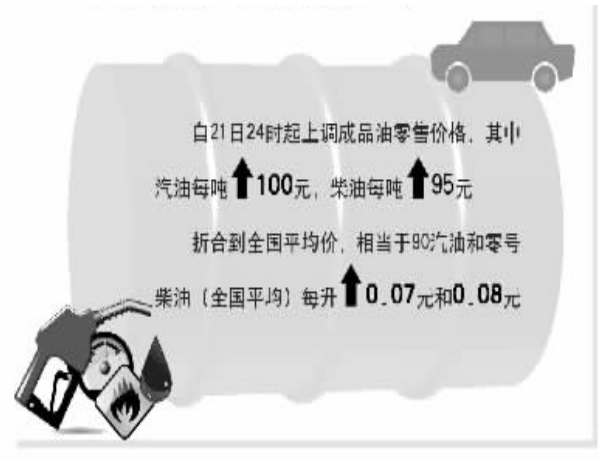 自21日24时起上调成品油零售价格，其中
汽油每吨⬆100元，柴油每吨⬆95元
折合到全国平均价，相当于90汽油和零号
柴油（全国平均）每升⬆0.07元和0.08元